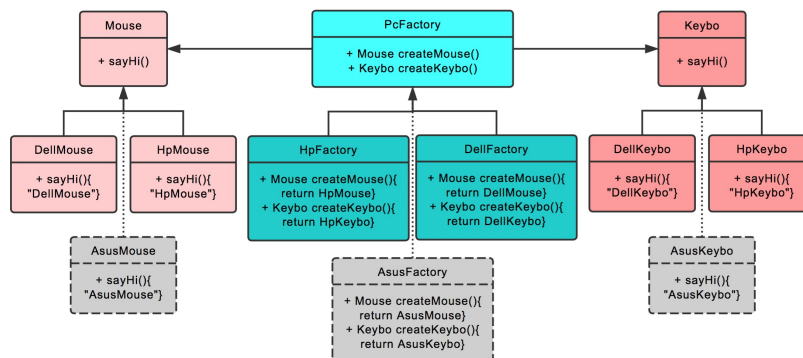 Mouse
+ sayHi()
PcFactory
+ Mouse createMouse()
+ Keybo createKeybo()
Keybo
+ sayHi()
DellMouse
+ sayHi(){
"DellMouse"}
HpMouse
+ sayHi(){
"HpMouse"}
HpFactory
+ Mouse createMouse(){
return HpMouse}
+ Keybo createKeybo(){
return HpKeybo}
DellFactory
+ Mouse createMouse(){
return DellMouse}
+ Keybo createKeybo(){
return DellKeybo}
DellKeybo
+ sayHi(){
"DellKeybo"}
HpKeybo
+ sayHi(){
"HpKeybo"}
AsusMouse
+ sayHi(){
"AsusMouse"}
AsusFactory
+ Mouse createMouse(){
return AsusMouse}
+ Keybo createKeybo(){
return AsusKeybo}
AsusKeybo
+ sayHi(){
"AsusKeybo"}